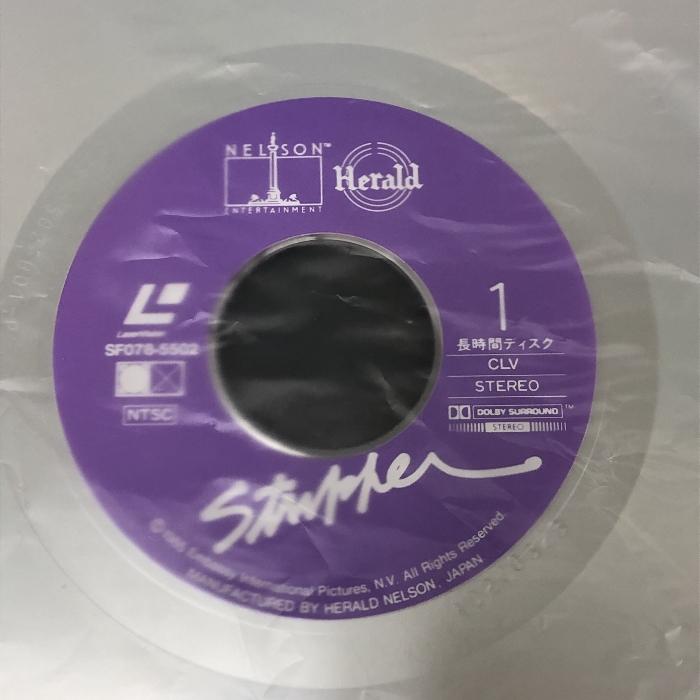 NELSON™
ENTERTAINMENT
Herald
LaserVision
SF078-5502
NTSC
1
長時間ディスク
CLV
STEREO
DOLBY SURROUND™
STEREO
Stripper
© 1985 Embassy International Pictures, N.V. All Rights Reserved.
MANUFACTURED BY HERALD NELSON, JAPAN